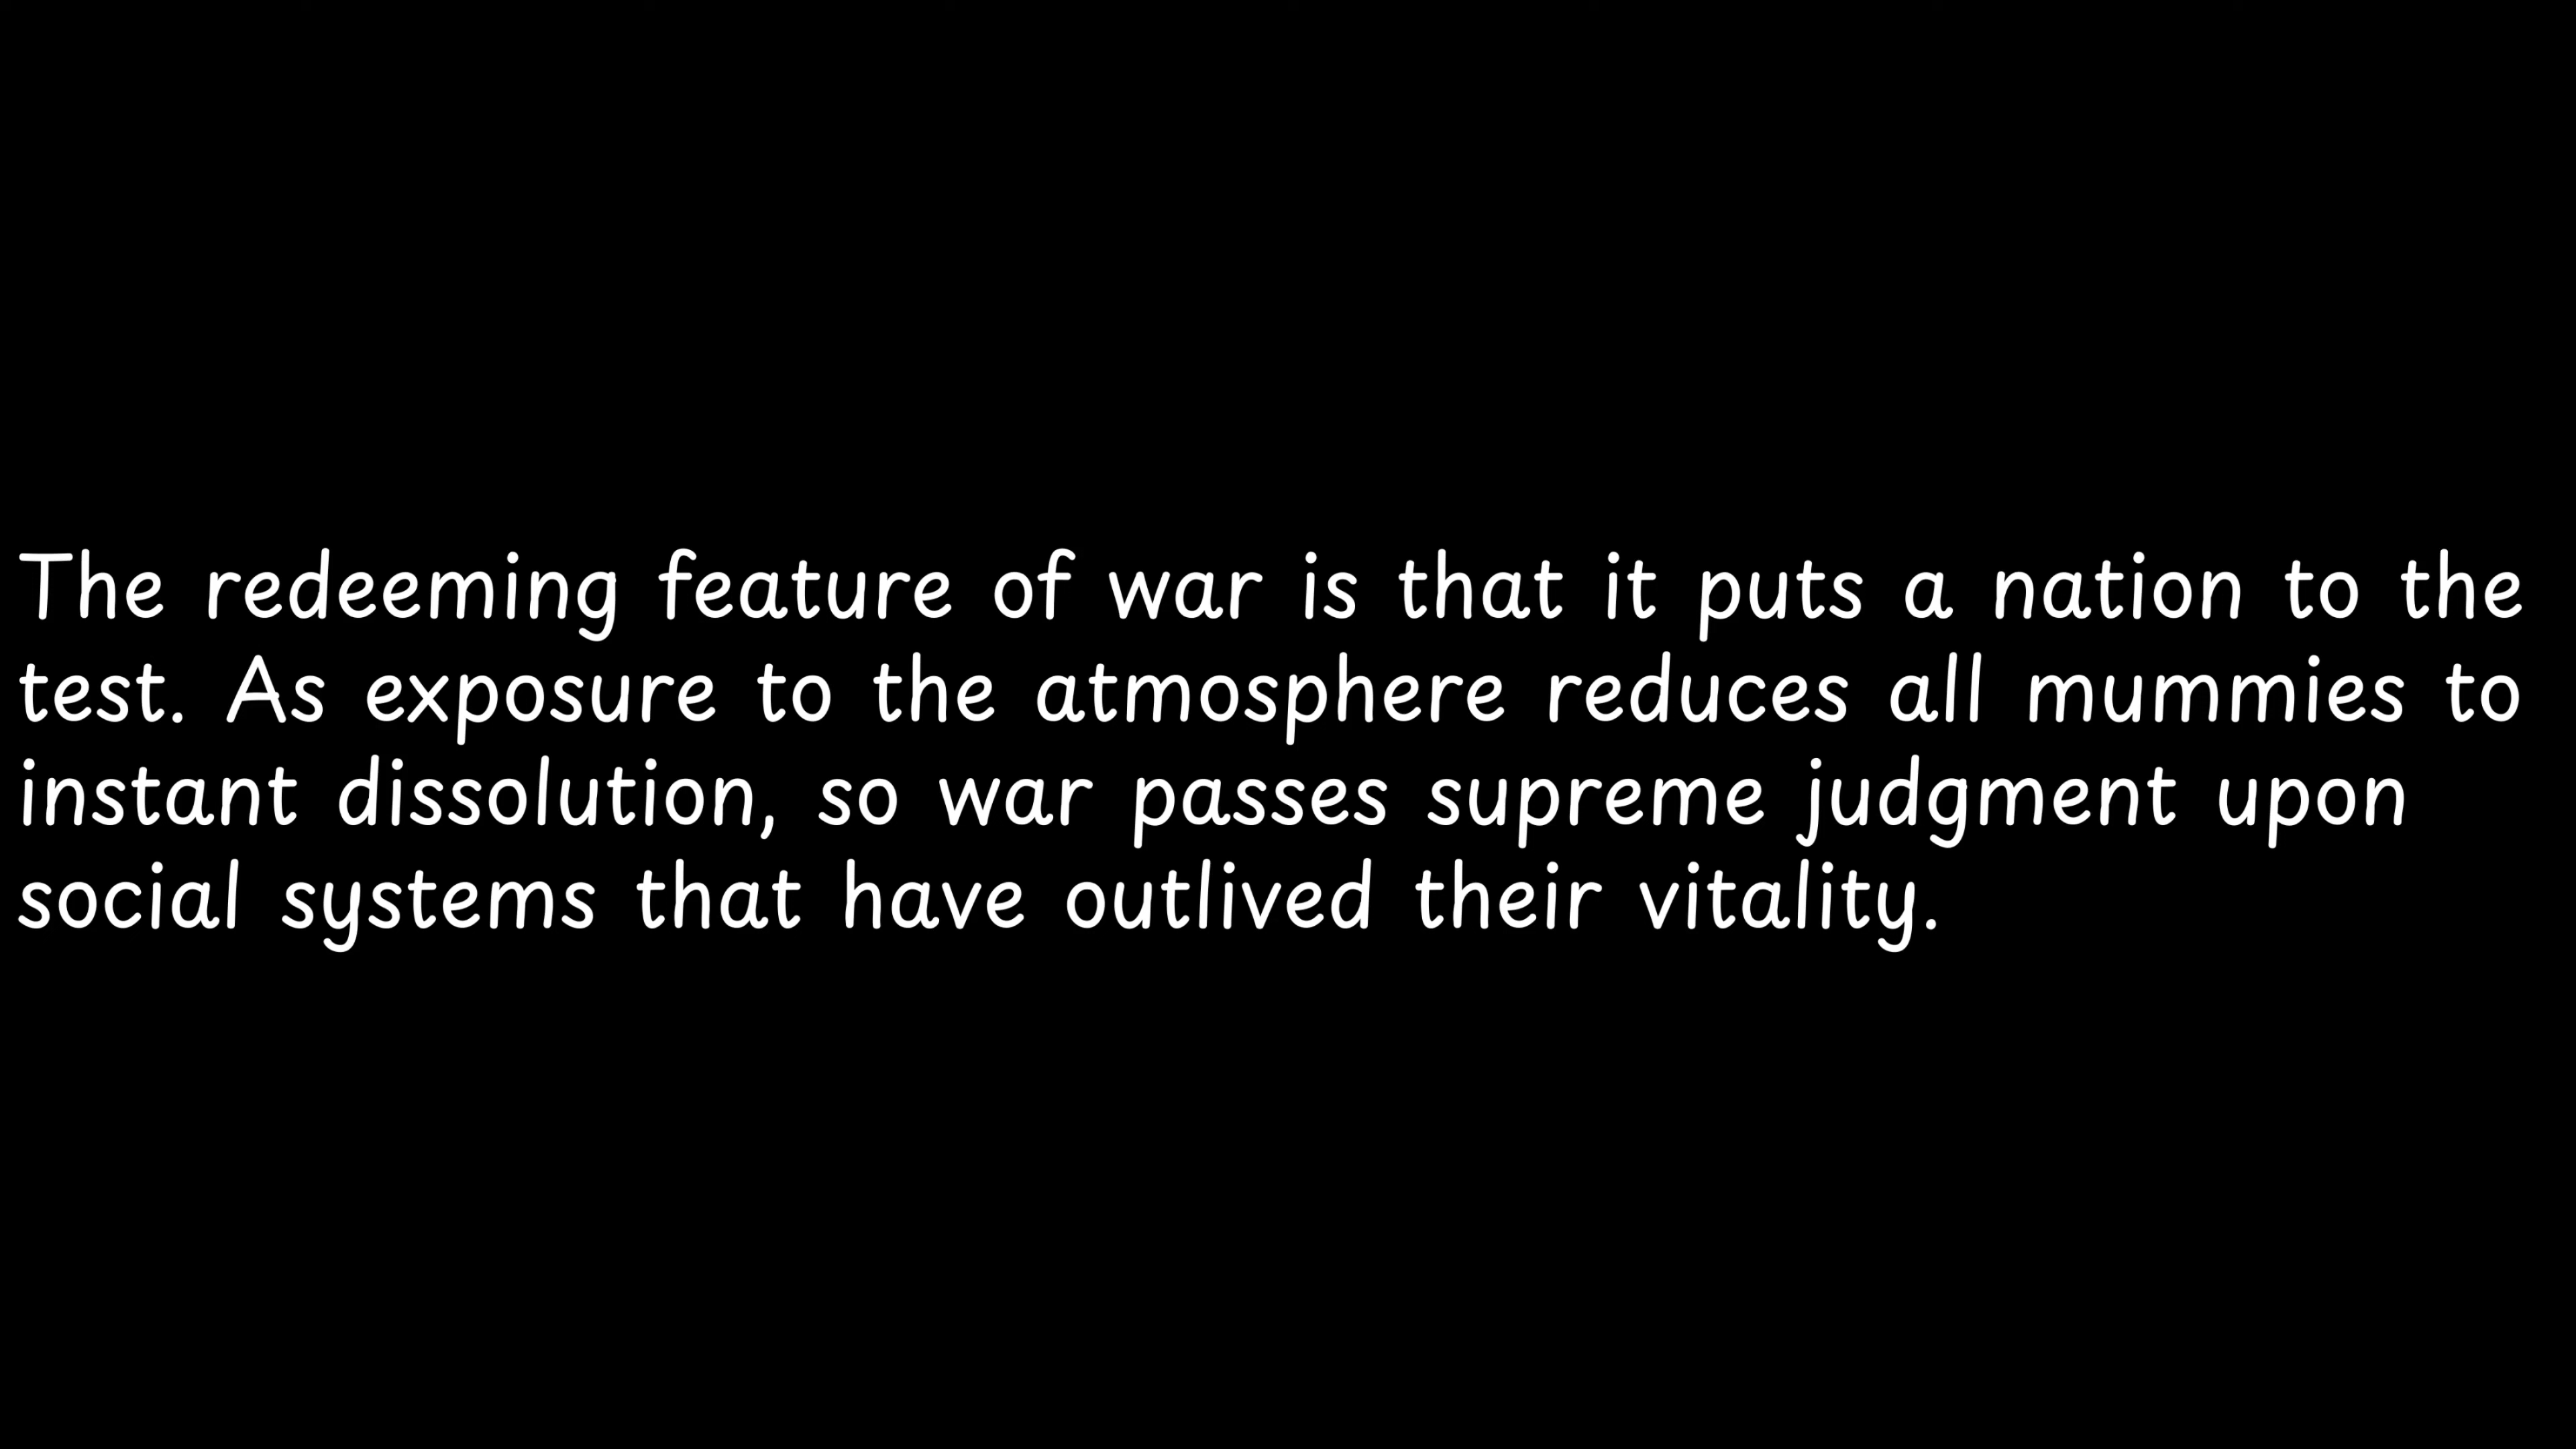 The redeeming feature of war is that it puts a nation to the
test. As exposure to the atmosphere reduces all mummies to
instant dissolution, so war passes supreme judgment upon
social systems that have outlived their vitality.